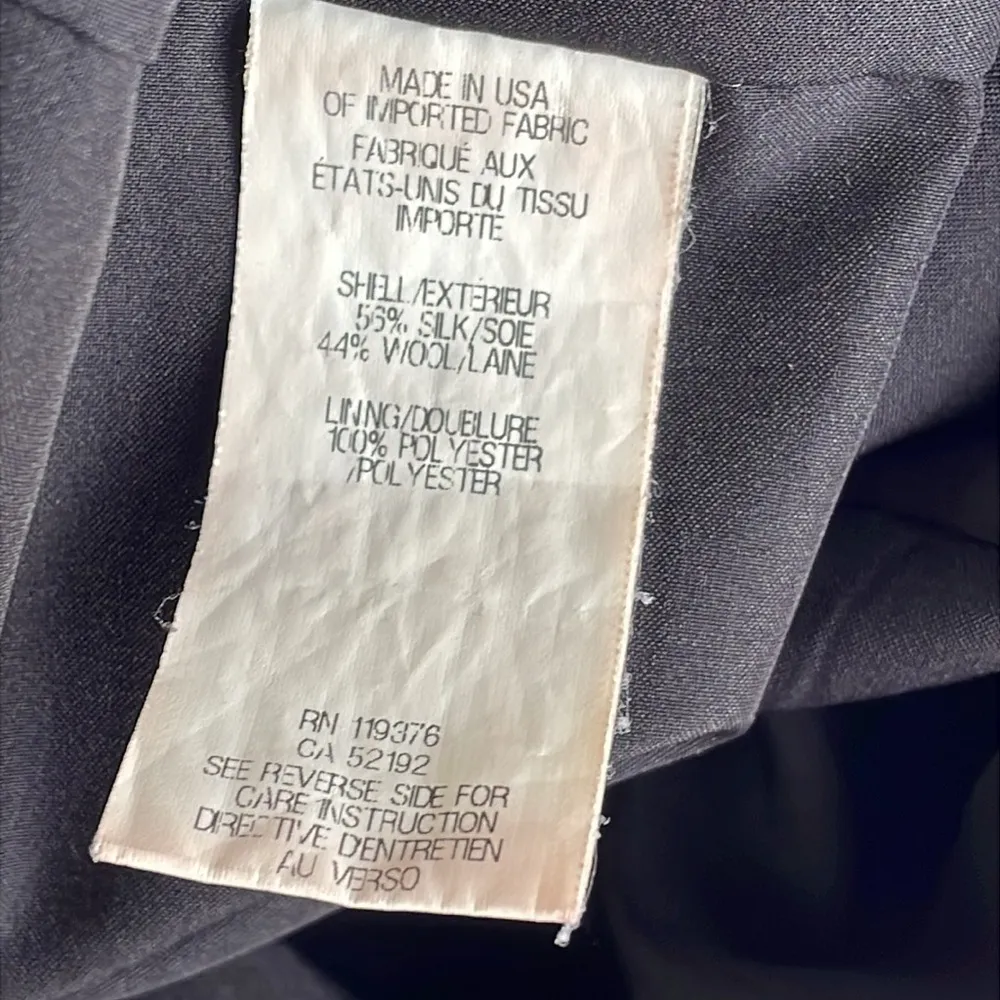 MADE IN USA
OF IMPORTED FABRIC
FABRIQUÉ AUX
ÉTATS-UNIS DU TISSU
IMPORTE
SHELL/EXTÉRIEUR
56% SILK/SOIE
44% WOOL/LAINE
LINING/DOUBLURE
100% POLYESTER
/POLYESTER
RN 119376
CA 52192
SEE REVERSE SIDE FOR
CARE INSTRUCTION
DIRECTIVE D'ENTRETIEN
AU VERSO